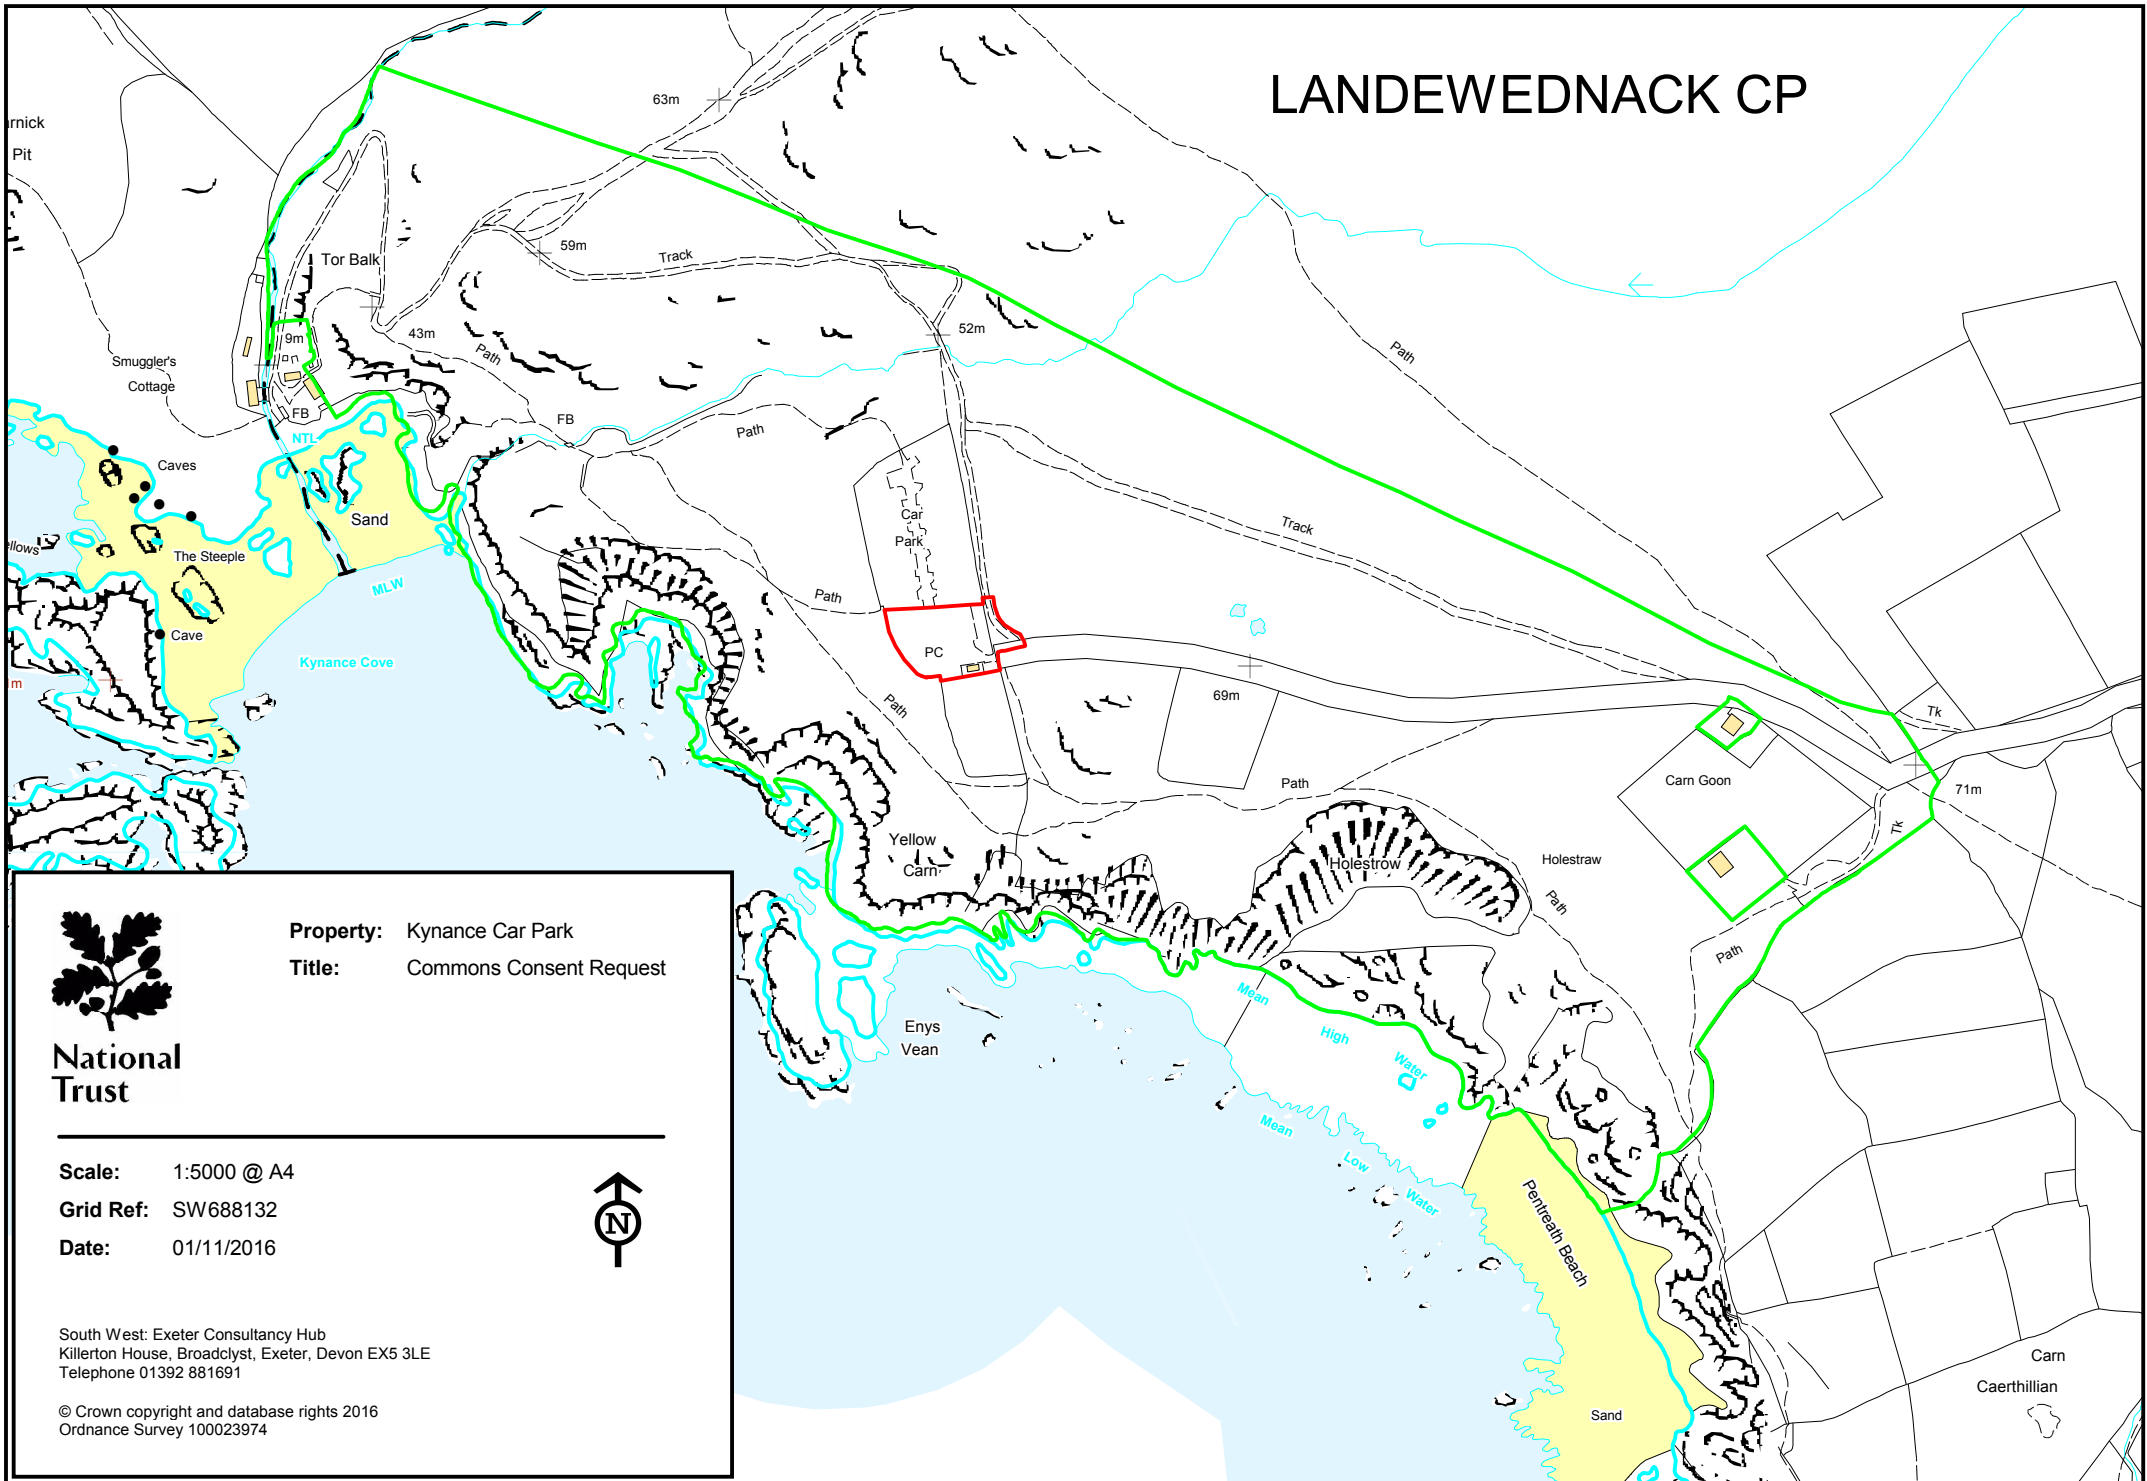 LANDEWEDNACK CP
63m
Pit
59m
Track
Tor Balk
52m
9m
43m
Path
Path
Smuggler's
Cottage
FB
FB
Path
NTL
Caves
Sand
Car
Park
Track
The Steeple
MLW
Path
Cave
PC
Kynance Cove
69m
Path
Tk
Carn Goon
Path
71m
Tk
Yellow
Carn
Holestrow
Holestraw
Path
Path
Mean
High
Water
Enys
Vean
Mean
Low
Water
Pentreath Beach
Sand
Carn
Caerthillian
National
Trust
Property: Kynance Car Park
Title: Commons Consent Request
Scale: 1:5000 @ A4
Grid Ref: SW688132
Date: 01/11/2016
N
South West: Exeter Consultancy Hub
Killerton House, Broadclyst, Exeter, Devon EX5 3LE
Telephone 01392 881691
© Crown copyright and database rights 2016
Ordnance Survey 100023974